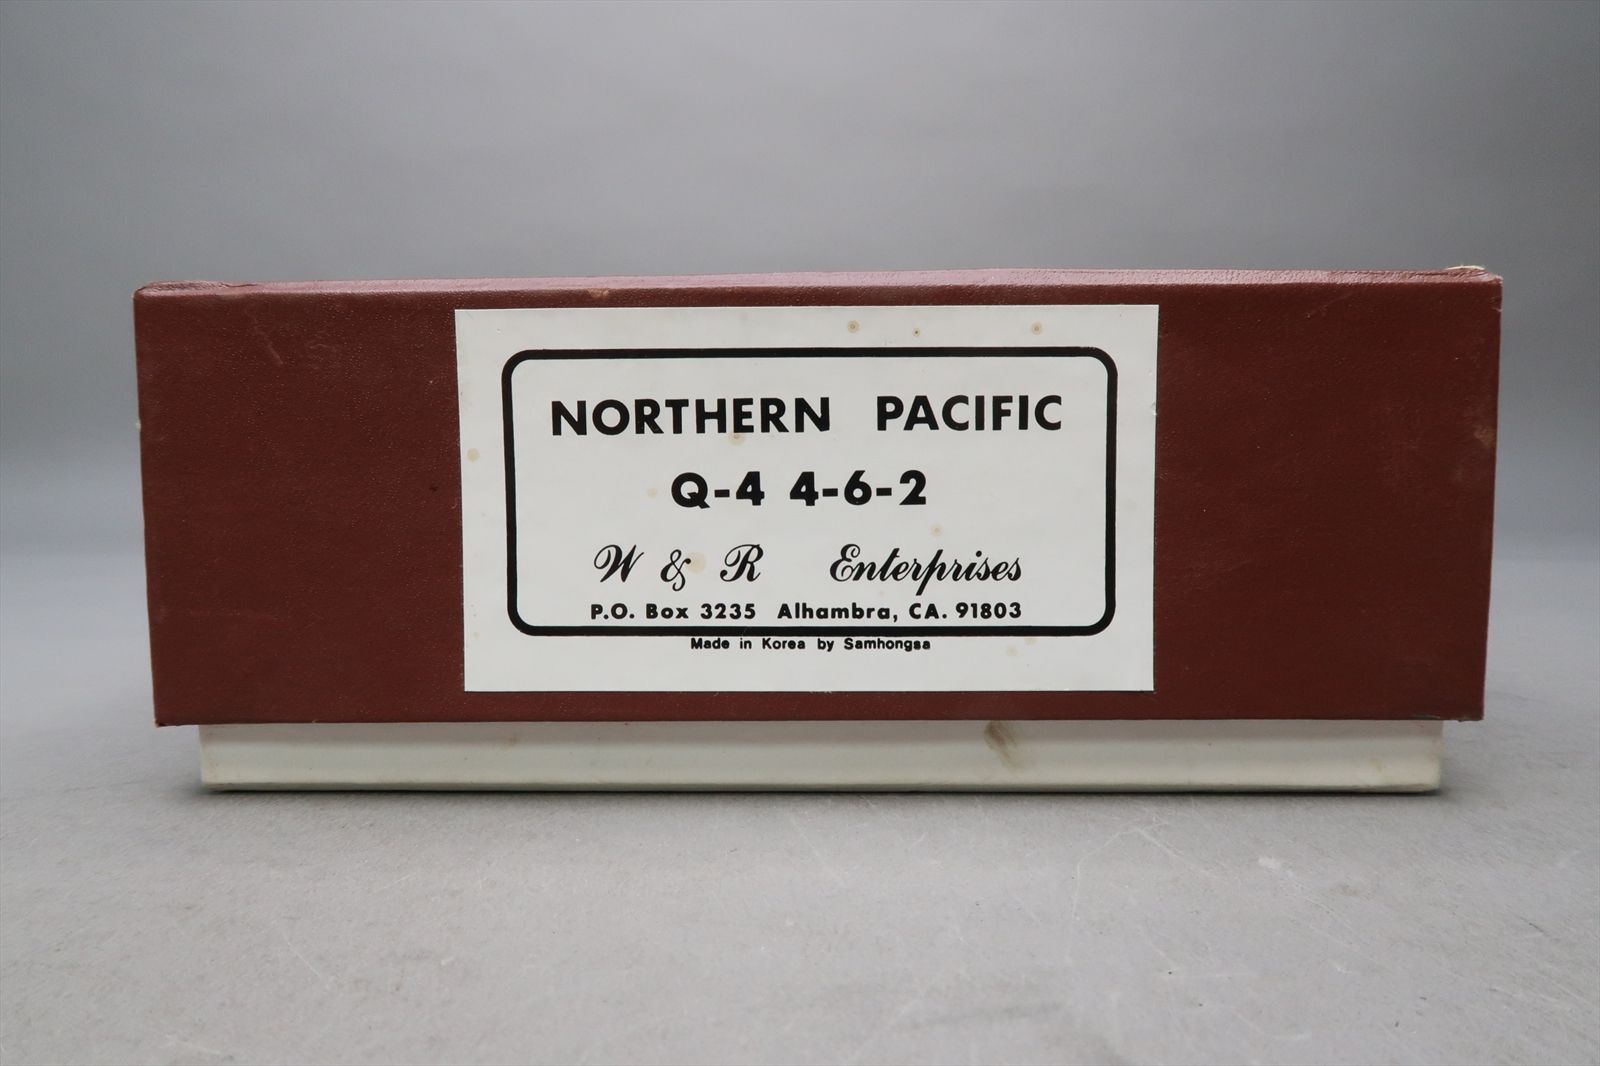 NORTHERN PACIFIC
Q-4 4-6-2
W & R Enterprises
P.O. Box 3235 Alhambra, CA. 91803
Made in Korea by Samhongsa